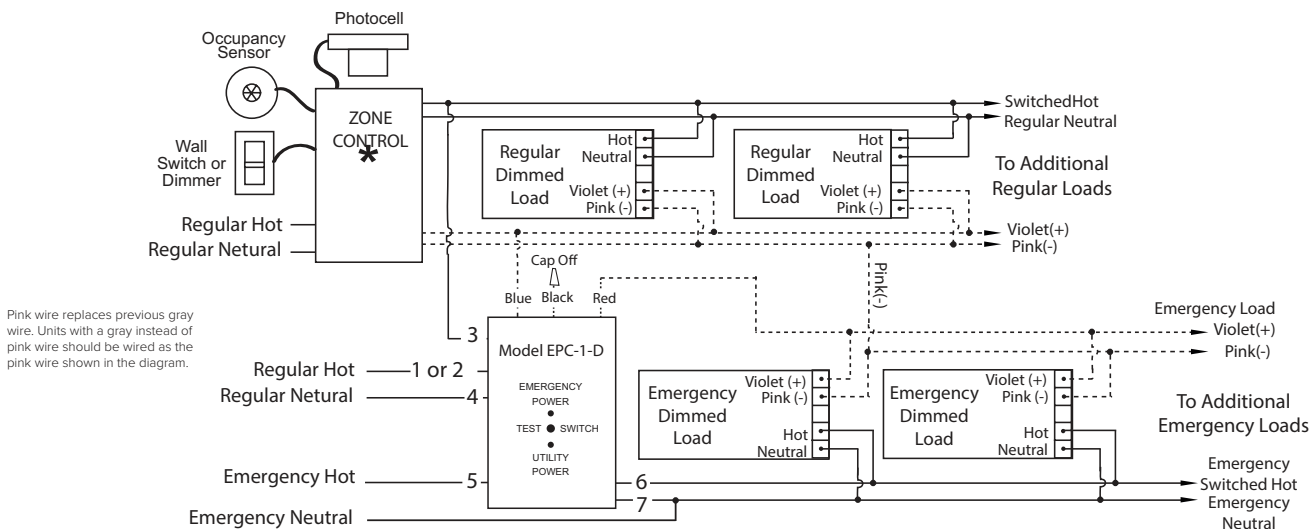 Photocell
Occupancy
Sensor
ZONE
CONTROL
*
Wall
Switch or
Dimmer
Regular Hot
Regular Netural
SwitchedHot
Regular Neutral
Hot
Neutral
Regular
Dimmed
Load
Violet (+)
Pink (-)
Hot
Neutral
Regular
Dimmed
Load
Violet (+)
Pink (-)
To Additional
Regular Loads
Violet(+)
Pink(-)
Cap Off
Blue
Black
Red
Pink(-)
Pink wire replaces previous gray
wire. Units with a gray instead of
pink wire should be wired as the
pink wire shown in the diagram.
3
Model EPC-1-D
Regular Hot
1 or 2
Regular Netural
4
EMERGENCY
POWER
TEST
SWITCH
UTILITY
POWER
Emergency Hot
5
Emergency Neutral
6
7
Emergency Load
Violet(+)
Pink(-)
Emergency
Dimmed
Load
Violet (+)
Pink (-)
Hot
Neutral
Emergency
Dimmed
Load
Violet (+)
Pink (-)
Hot
Neutral
To Additional
Emergency Loads
Emergency
Switched Hot
Emergency
Neutral